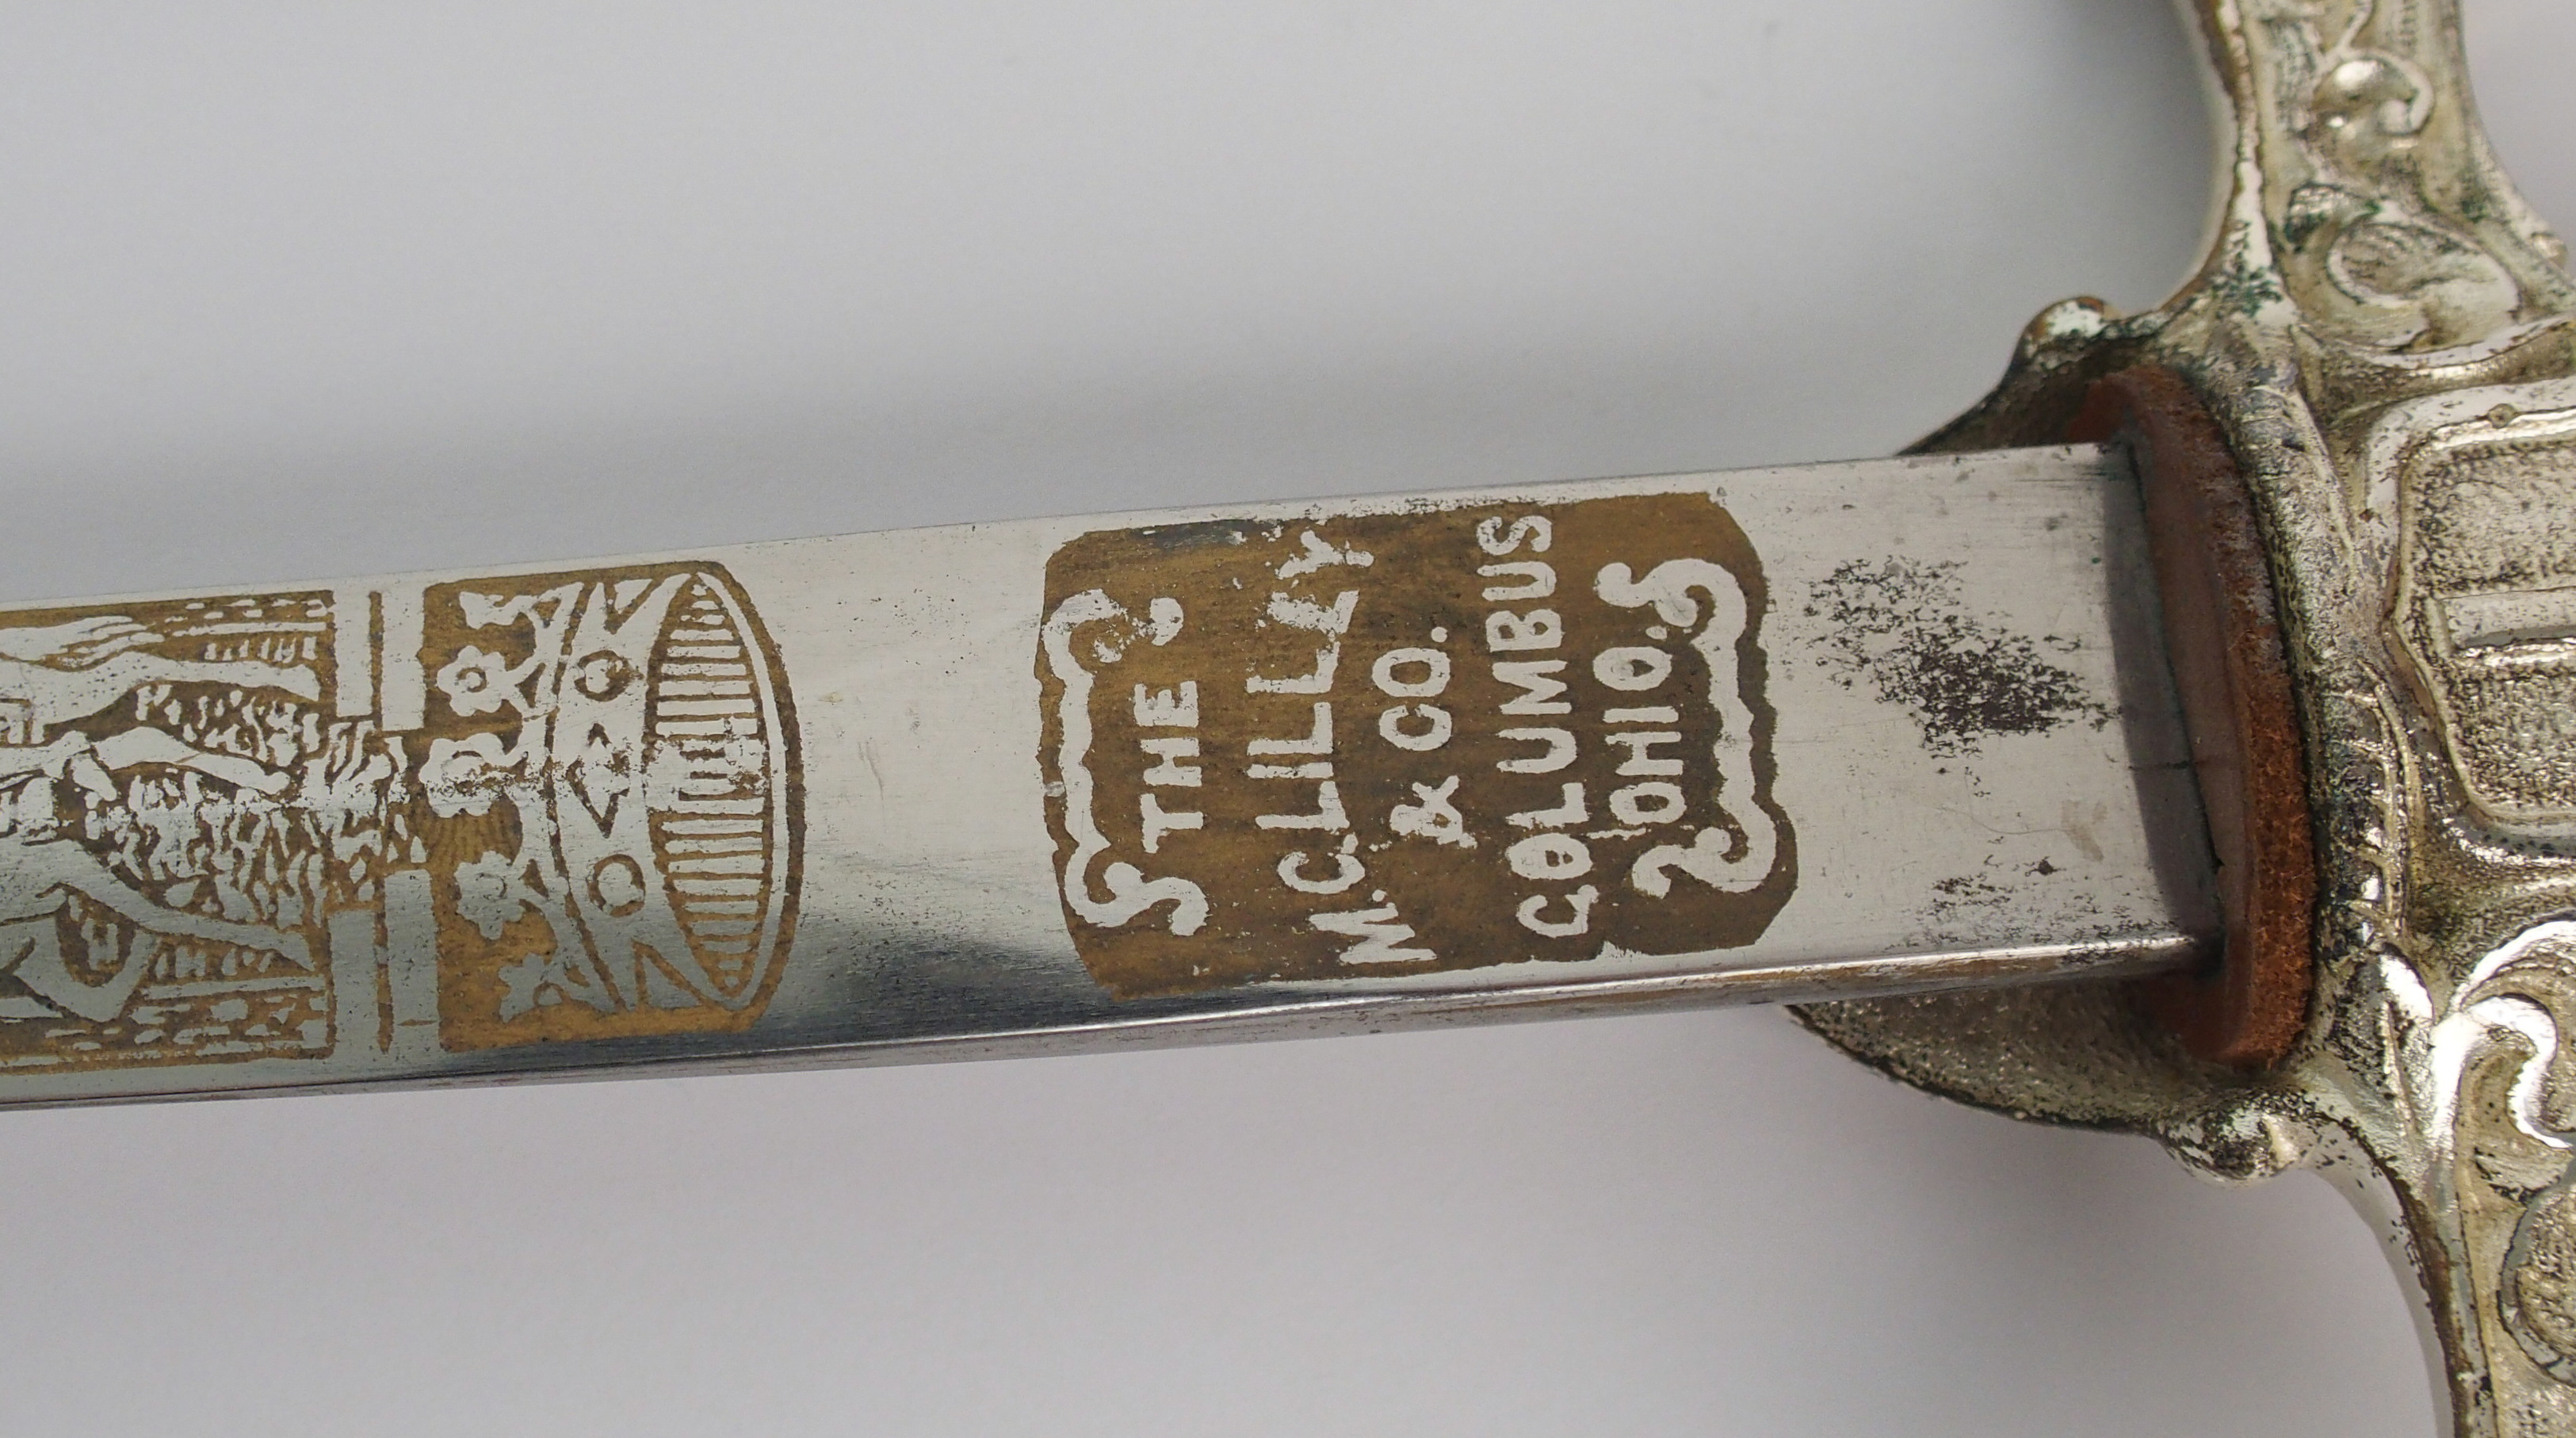 THE
M.C LILLEY
& CO.
COLUMBUS
OHIO.